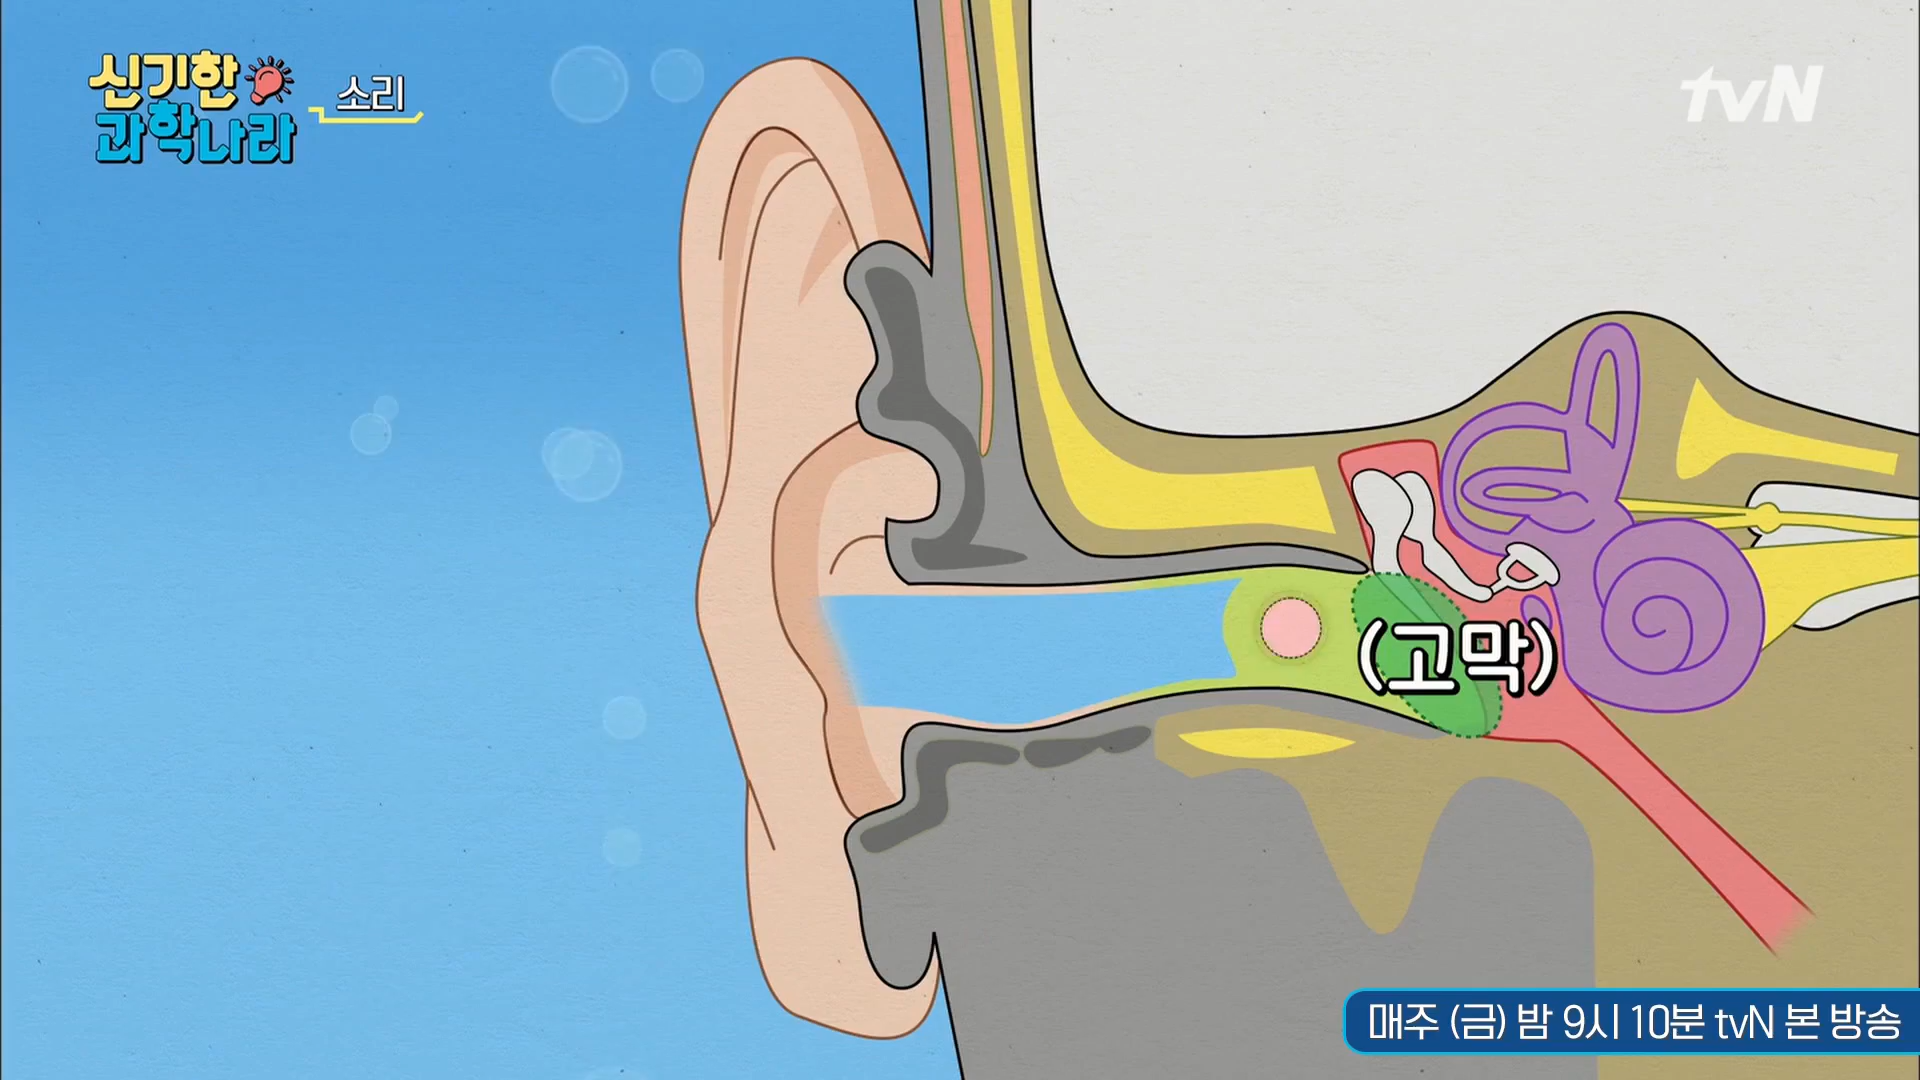 신기한
과학나라
소리
tvN
(고막)
매주 (금) 밤 9시 10분 tvN 본 방송